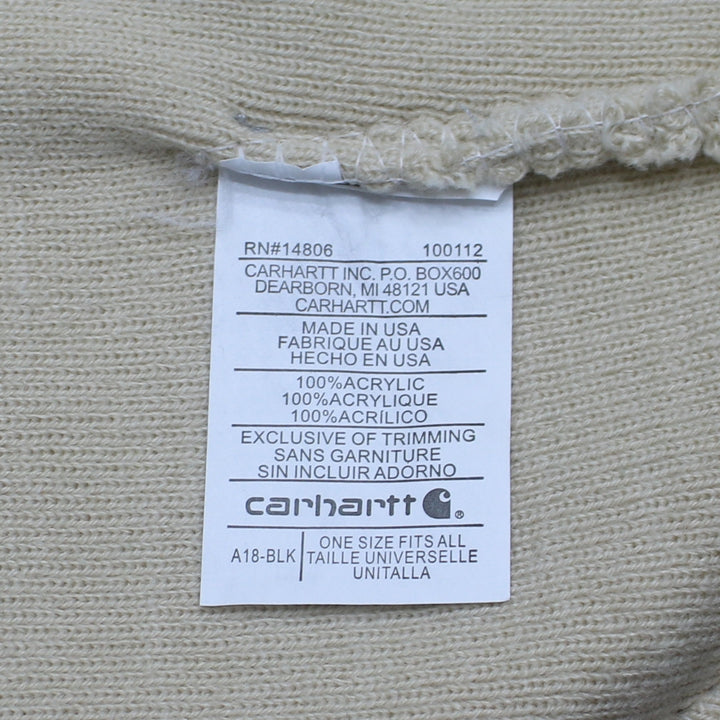 RN#14806 100112
CARHARTT INC. P.O. BOX600
DEARBORN, MI 48121 USA
CARHARTT.COM
MADE IN USA
FABRIQUE AU USA
HECHO EN USA
100%ACRYLIC
100%ACRYLIQUE
100%ACRÍLICO
EXCLUSIVE OF TRIMMING
SANS GARNITURE
SIN INCLUIR ADORNO
carhartt ®
A18-BLK
ONE SIZE FITS ALL
TAILLE UNIVERSELLE
UNITALLA